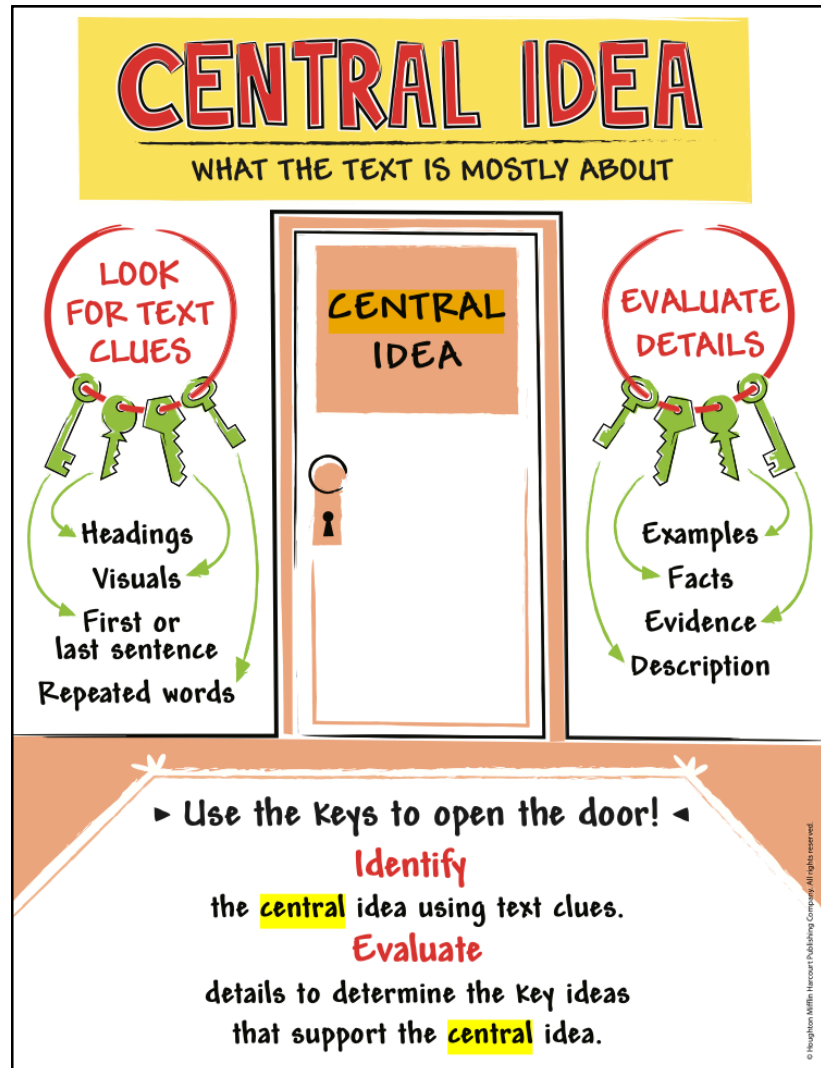 CENTRAL IDEA
WHAT THE TEXT IS MOSTLY ABOUT
LOOK
FOR TEXT
CLUES
Headings
Visuals
First or
last sentence
Repeated words
CENTRAL
IDEA
EVALUATE
DETAILS
Examples
Facts
Evidence
Description
Use the keys to open the door!
Identify
the central idea using text clues.
Evaluate
details to determine the key ideas
that support the central idea.
© Houghton Mifflin Harcourt Publishing Company. All rights reserved.